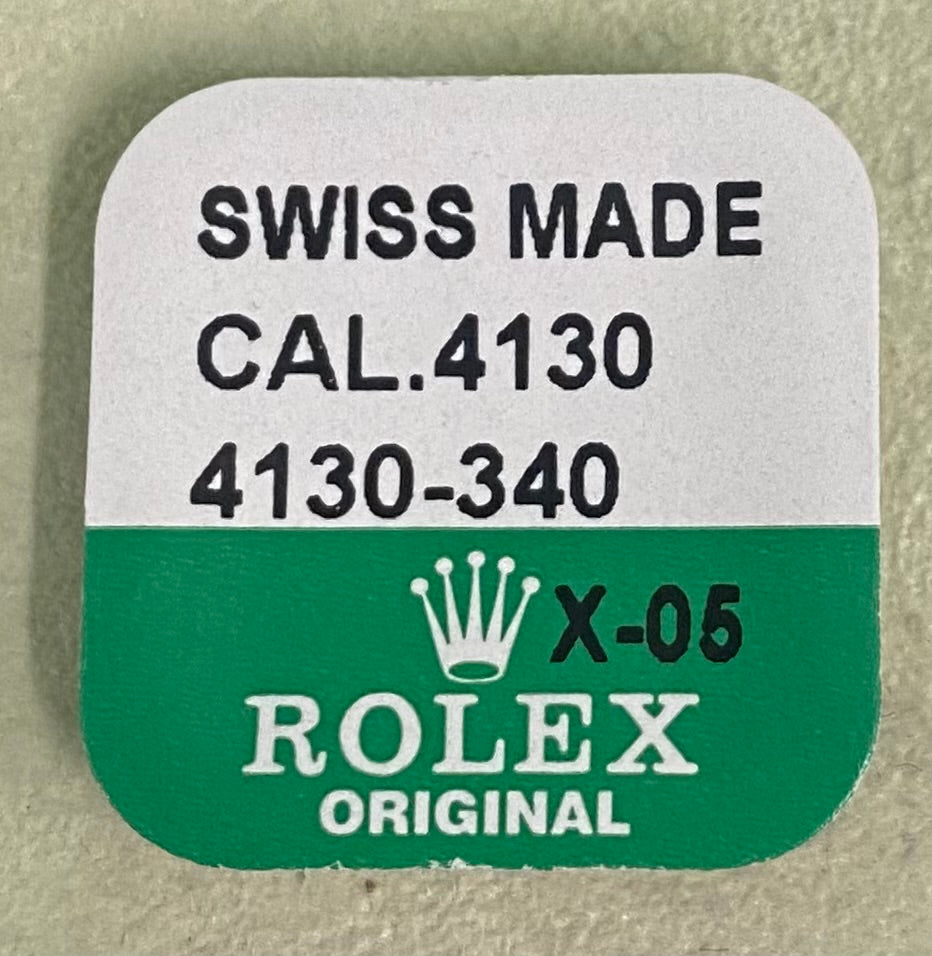 SWISS MADE
CAL.4130
4130-340
X-05
ROLEX
ORIGINAL